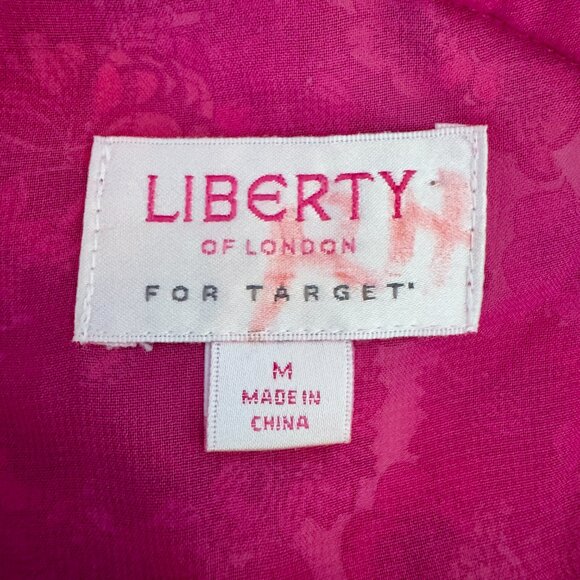 LIBERTY
OF LONDON
FOR TARGET
M
MADE IN
CHINA